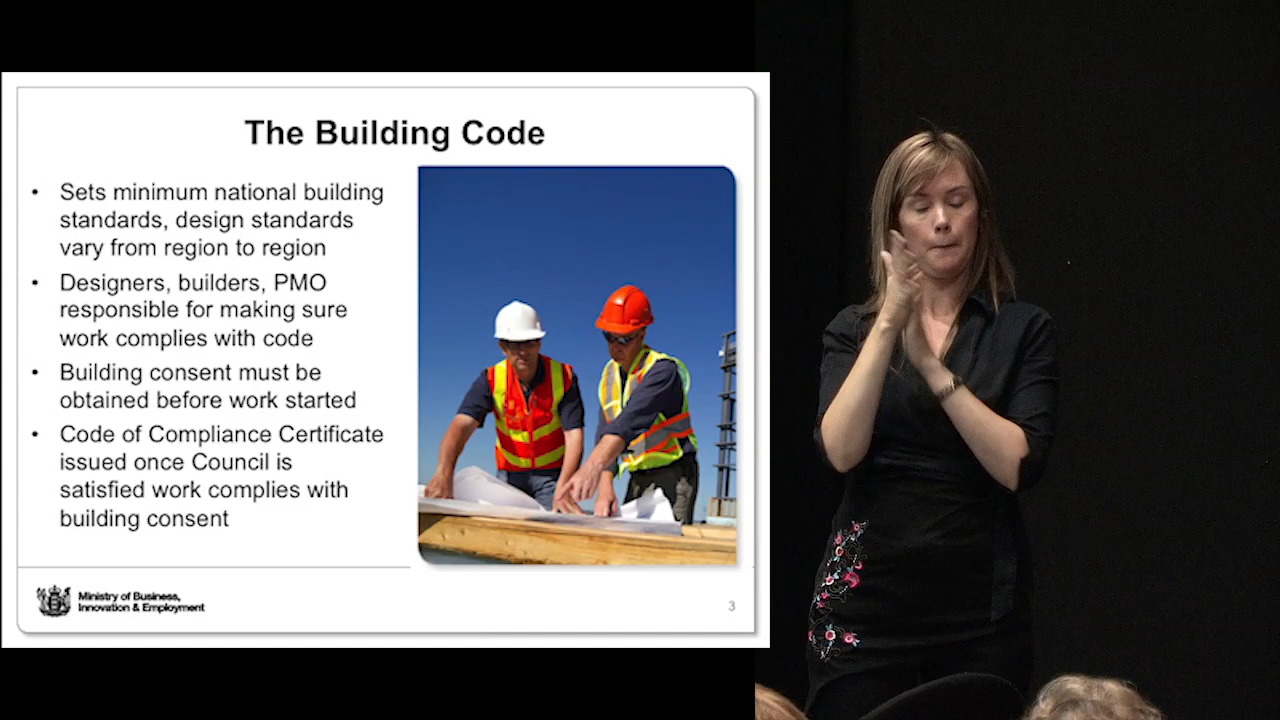 The Building Code
• Sets minimum national building
standards, design standards
vary from region to region
• Designers, builders, PMO
responsible for making sure
work complies with code
• Building consent must be
obtained before work started
• Code of Compliance Certificate
issued once Council is
satisfied work complies with
building consent
Ministry of Business,
Innovation & Employment
3